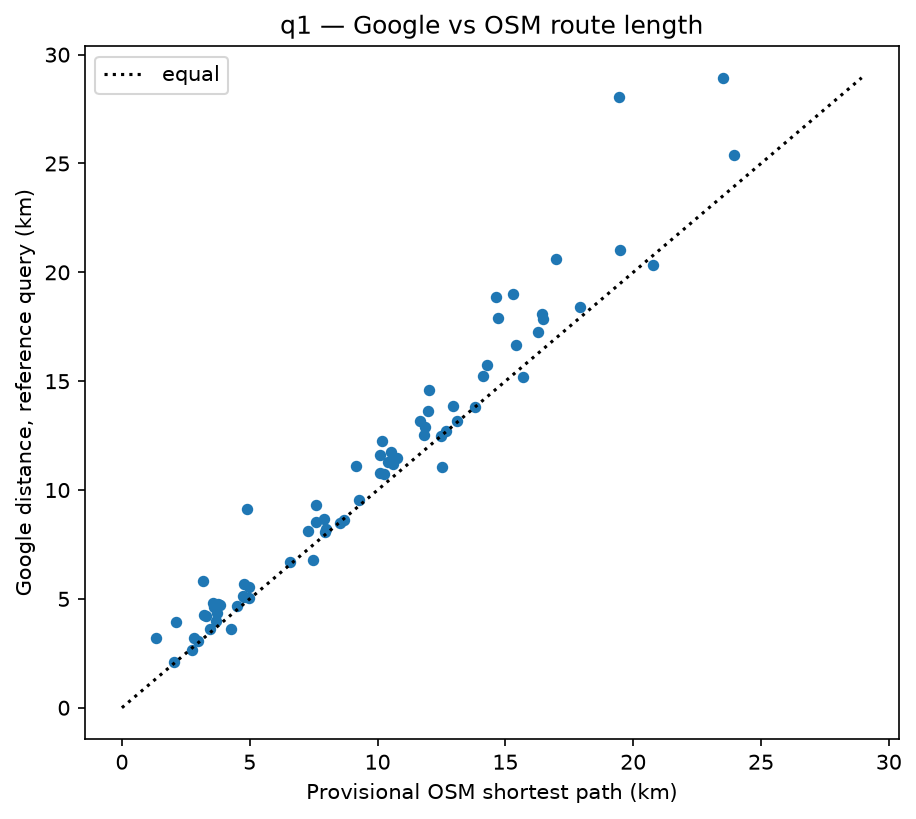 q1 — Google vs OSM route length
equal
Google distance, reference query (km)
30
25
20
15
10
5
0
0 5 10 15 20 25 30
Provisional OSM shortest path (km)